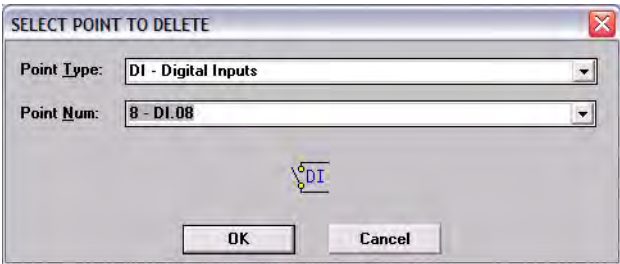 SELECT POINT TO DELETE
Point Type: DI - Digital Inputs
Point Num: 8 - DI.08
DI
OK Cancel